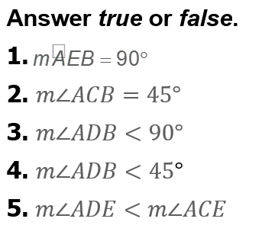 Answer true or false.
1. mAEB = 90°
2. m∠ACB = 45°
3. m∠ADB < 90°
4. m∠ADB < 45°
5. m∠ADE < m∠ACE